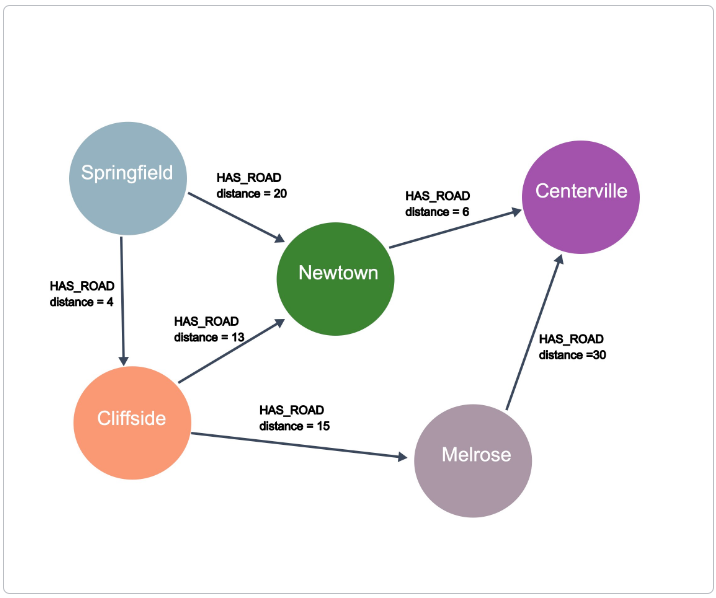 Springfield
HAS_ROAD
distance = 20
HAS_ROAD
distance = 6
Centerville
Newtown
HAS_ROAD
distance = 4
HAS_ROAD
distance = 13
HAS_ROAD
distance =30
Cliffside
HAS_ROAD
distance = 15
Melrose